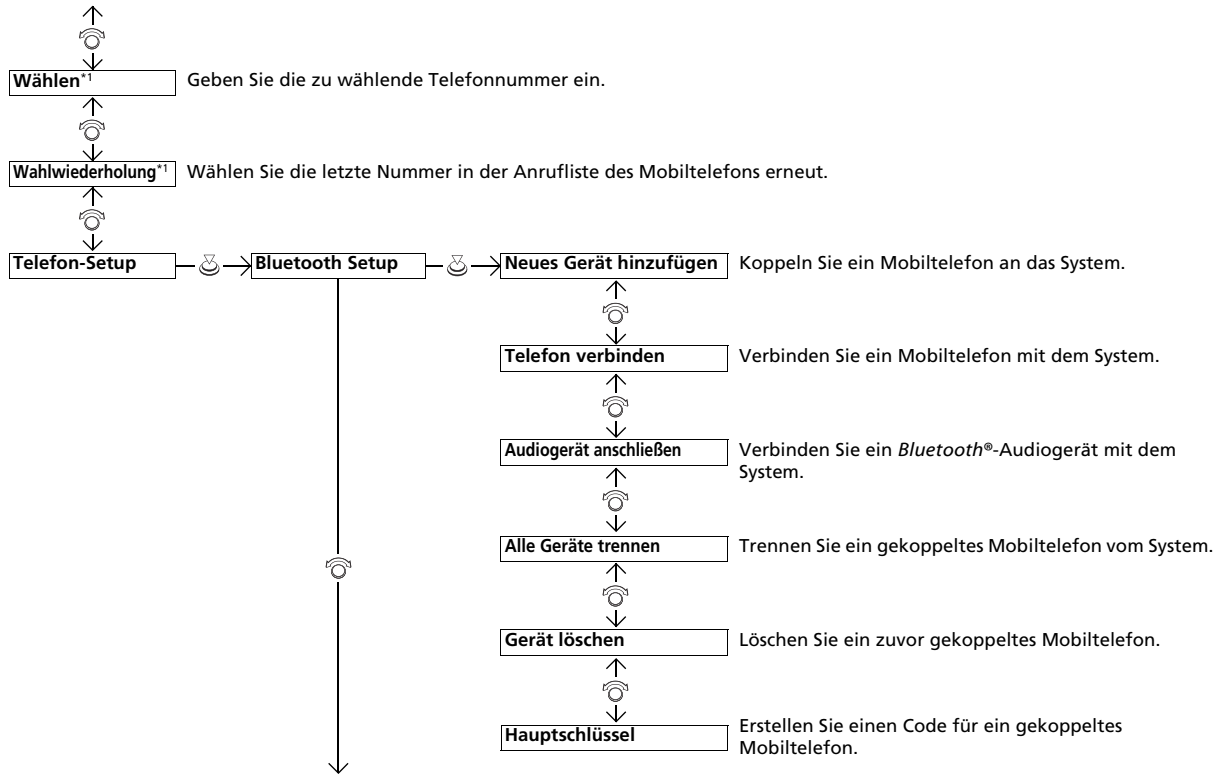 Wählen*1 Geben Sie die zu wählende Telefonnummer ein.
Wahlwiederholung*1 Wählen Sie die letzte Nummer in der Anrufliste des Mobiltelefons erneut.
Telefon-Setup Bluetooth Setup Neues Gerät hinzufügen Koppeln Sie ein Mobiltelefon an das System.
Telefon verbinden Verbinden Sie ein Mobiltelefon mit dem System.
Audiogerät anschließen Verbinden Sie ein Bluetooth®-Audiogerät mit dem
System.
Alle Geräte trennen Trennen Sie ein gekoppeltes Mobiltelefon vom System.
Gerät löschen Löschen Sie ein zuvor gekoppeltes Mobiltelefon.
Hauptschlüssel Erstellen Sie einen Code für ein gekoppeltes
Mobiltelefon.